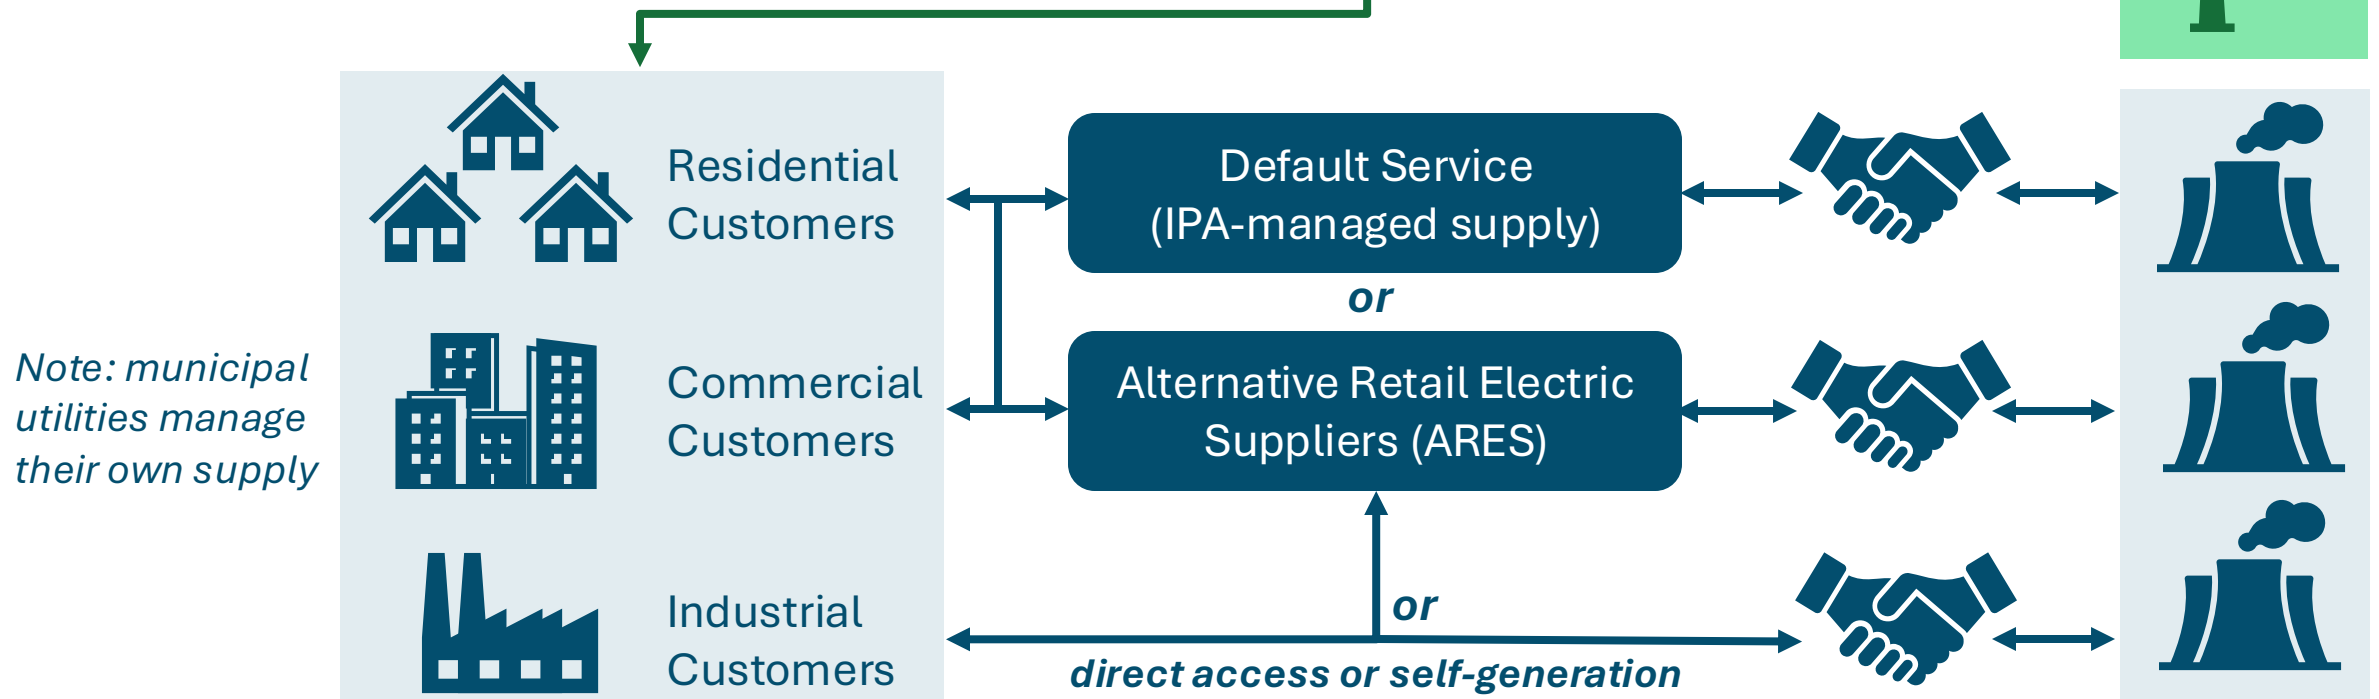 Residential
Customers
Default Service
(IPA-managed supply)
or
Note: municipal
utilities manage
their own supply
Commercial
Customers
Alternative Retail Electric
Suppliers (ARES)
Industrial
Customers
or
direct access or self-generation